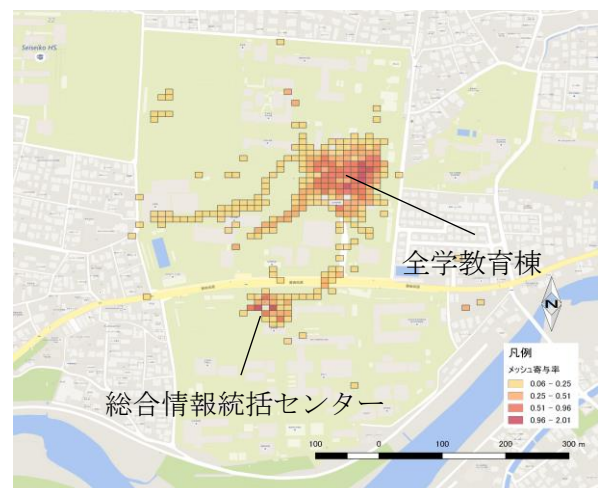 Seiseiko HS
全学教育棟
総合情報統括センター
N
凡例
メッシュ寄与率
0.06 - 0.25
0.25 - 0.51
0.51 - 0.96
0.96 - 2.01
100 0 100 200 300 m